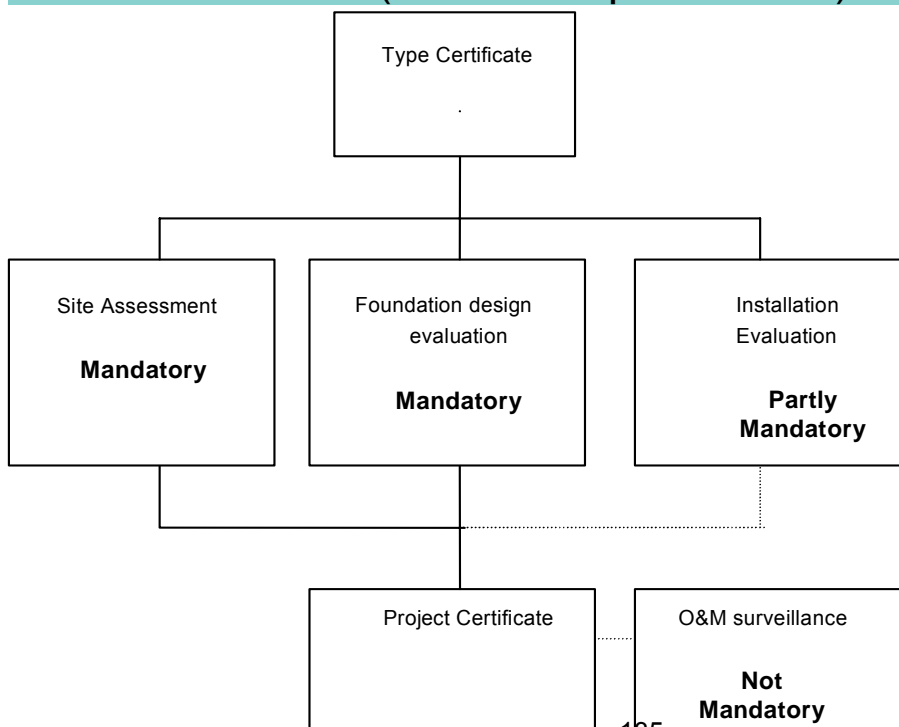 Type Certificate
.
Site Assessment
Mandatory
Foundation design
evaluation
Mandatory
Installation
Evaluation
Partly
Mandatory
Project Certificate
O&M surveillance
Not
Mandatory